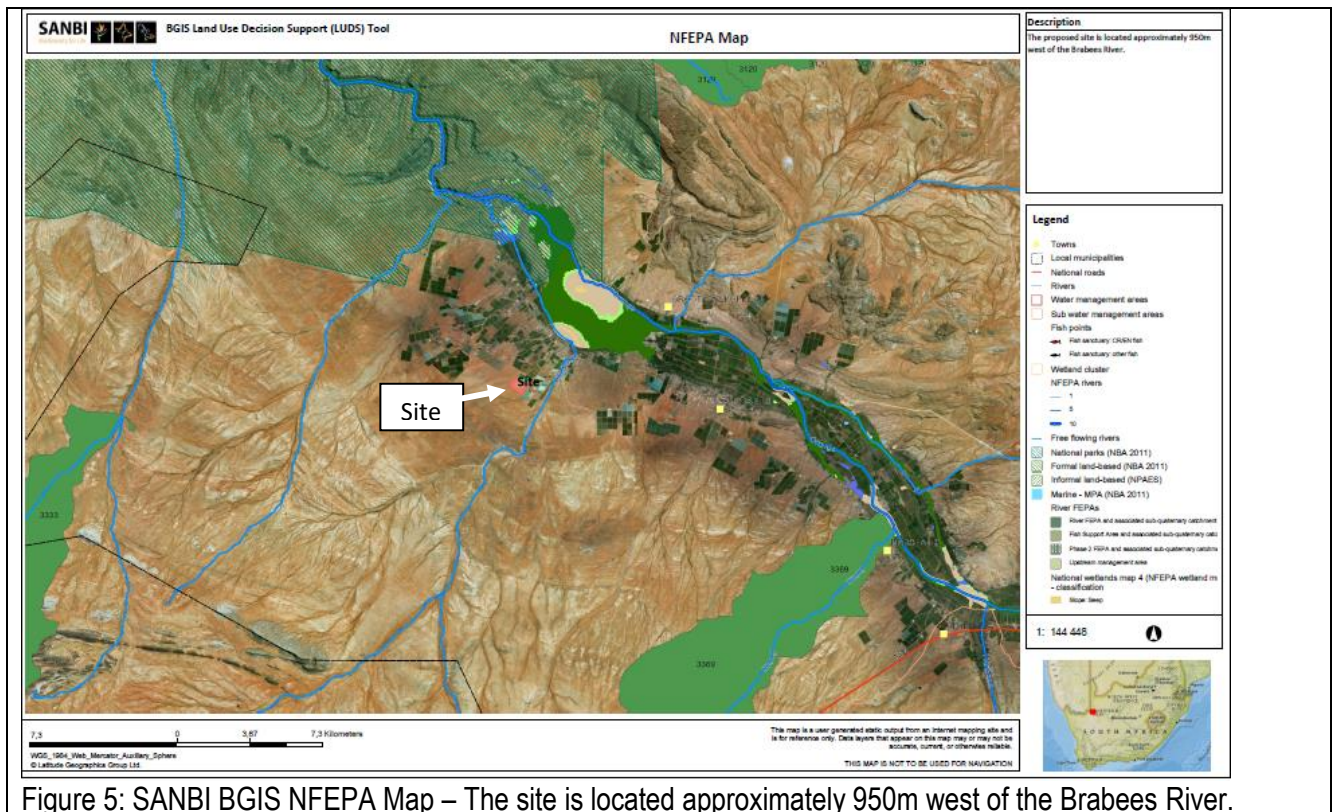 SANBI
BGIS Land Use Decision Support (LUDS) Tool
NFEPA Map
Description
The proposed site is located approximately 950m
west of the Brabees River.
3129
3120
Site
Site
3333
3369
3369
Legend
Towns
Local municipalities
National roads
Rivers
Water management areas
Sub water management areas
Fish points
Fish sanctuary: CR/EN fish
Fish sanctuary: other fish
Wetland cluster
NFEPA rivers
1
5
10
Free flowing rivers
National parks (NBA 2011)
Formal land-based (NBA 2011)
Informal land-based (NPAES)
Marine - MPA (NBA 2011)
River FEPAs
River FEPA and associated sub-quaternary catchment
Fish Support Area and associated sub-quaternary catc
Phase 2 FEPA and associated sub-quaternary catchm
Upstream management area
National wetlands map 4 (NFEPA wetland m
- classification
Slope: Seep
1: 144 448
SOUTH AFRICA
7,3 0 3,67 7,3 Kilometers
WGS_1984_Web_Mercator_Auxiliary_Sphere
© Latitude Geographics Group Ltd.
This map is a user generated static output from an Internet mapping site and
is for reference only. Data layers that appear on this map may or may not be
accurate, current, or otherwise reliable.
THIS MAP IS NOT TO BE USED FOR NAVIGATION
Figure 5: SANBI BGIS NFEPA Map – The site is located approximately 950m west of the Brabees River.